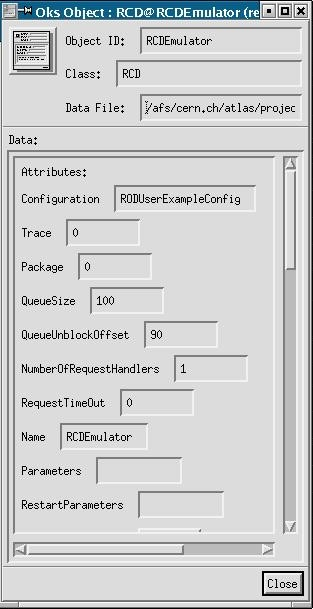 Oks Object : RCD@RCDEmulator (re
Object ID: RCDEmulator
Class: RCD
Data File: /afs/cern.ch/atlas/projec
Data:
Attributes:
Configuration RODUserExampleConfig
Trace 0
Package 0
QueueSize 100
QueueUnblockOffset 90
NumberOfRequestHandlers 1
RequestTimeOut 0
Name RCDEmulator
Parameters
RestartParameters
Close